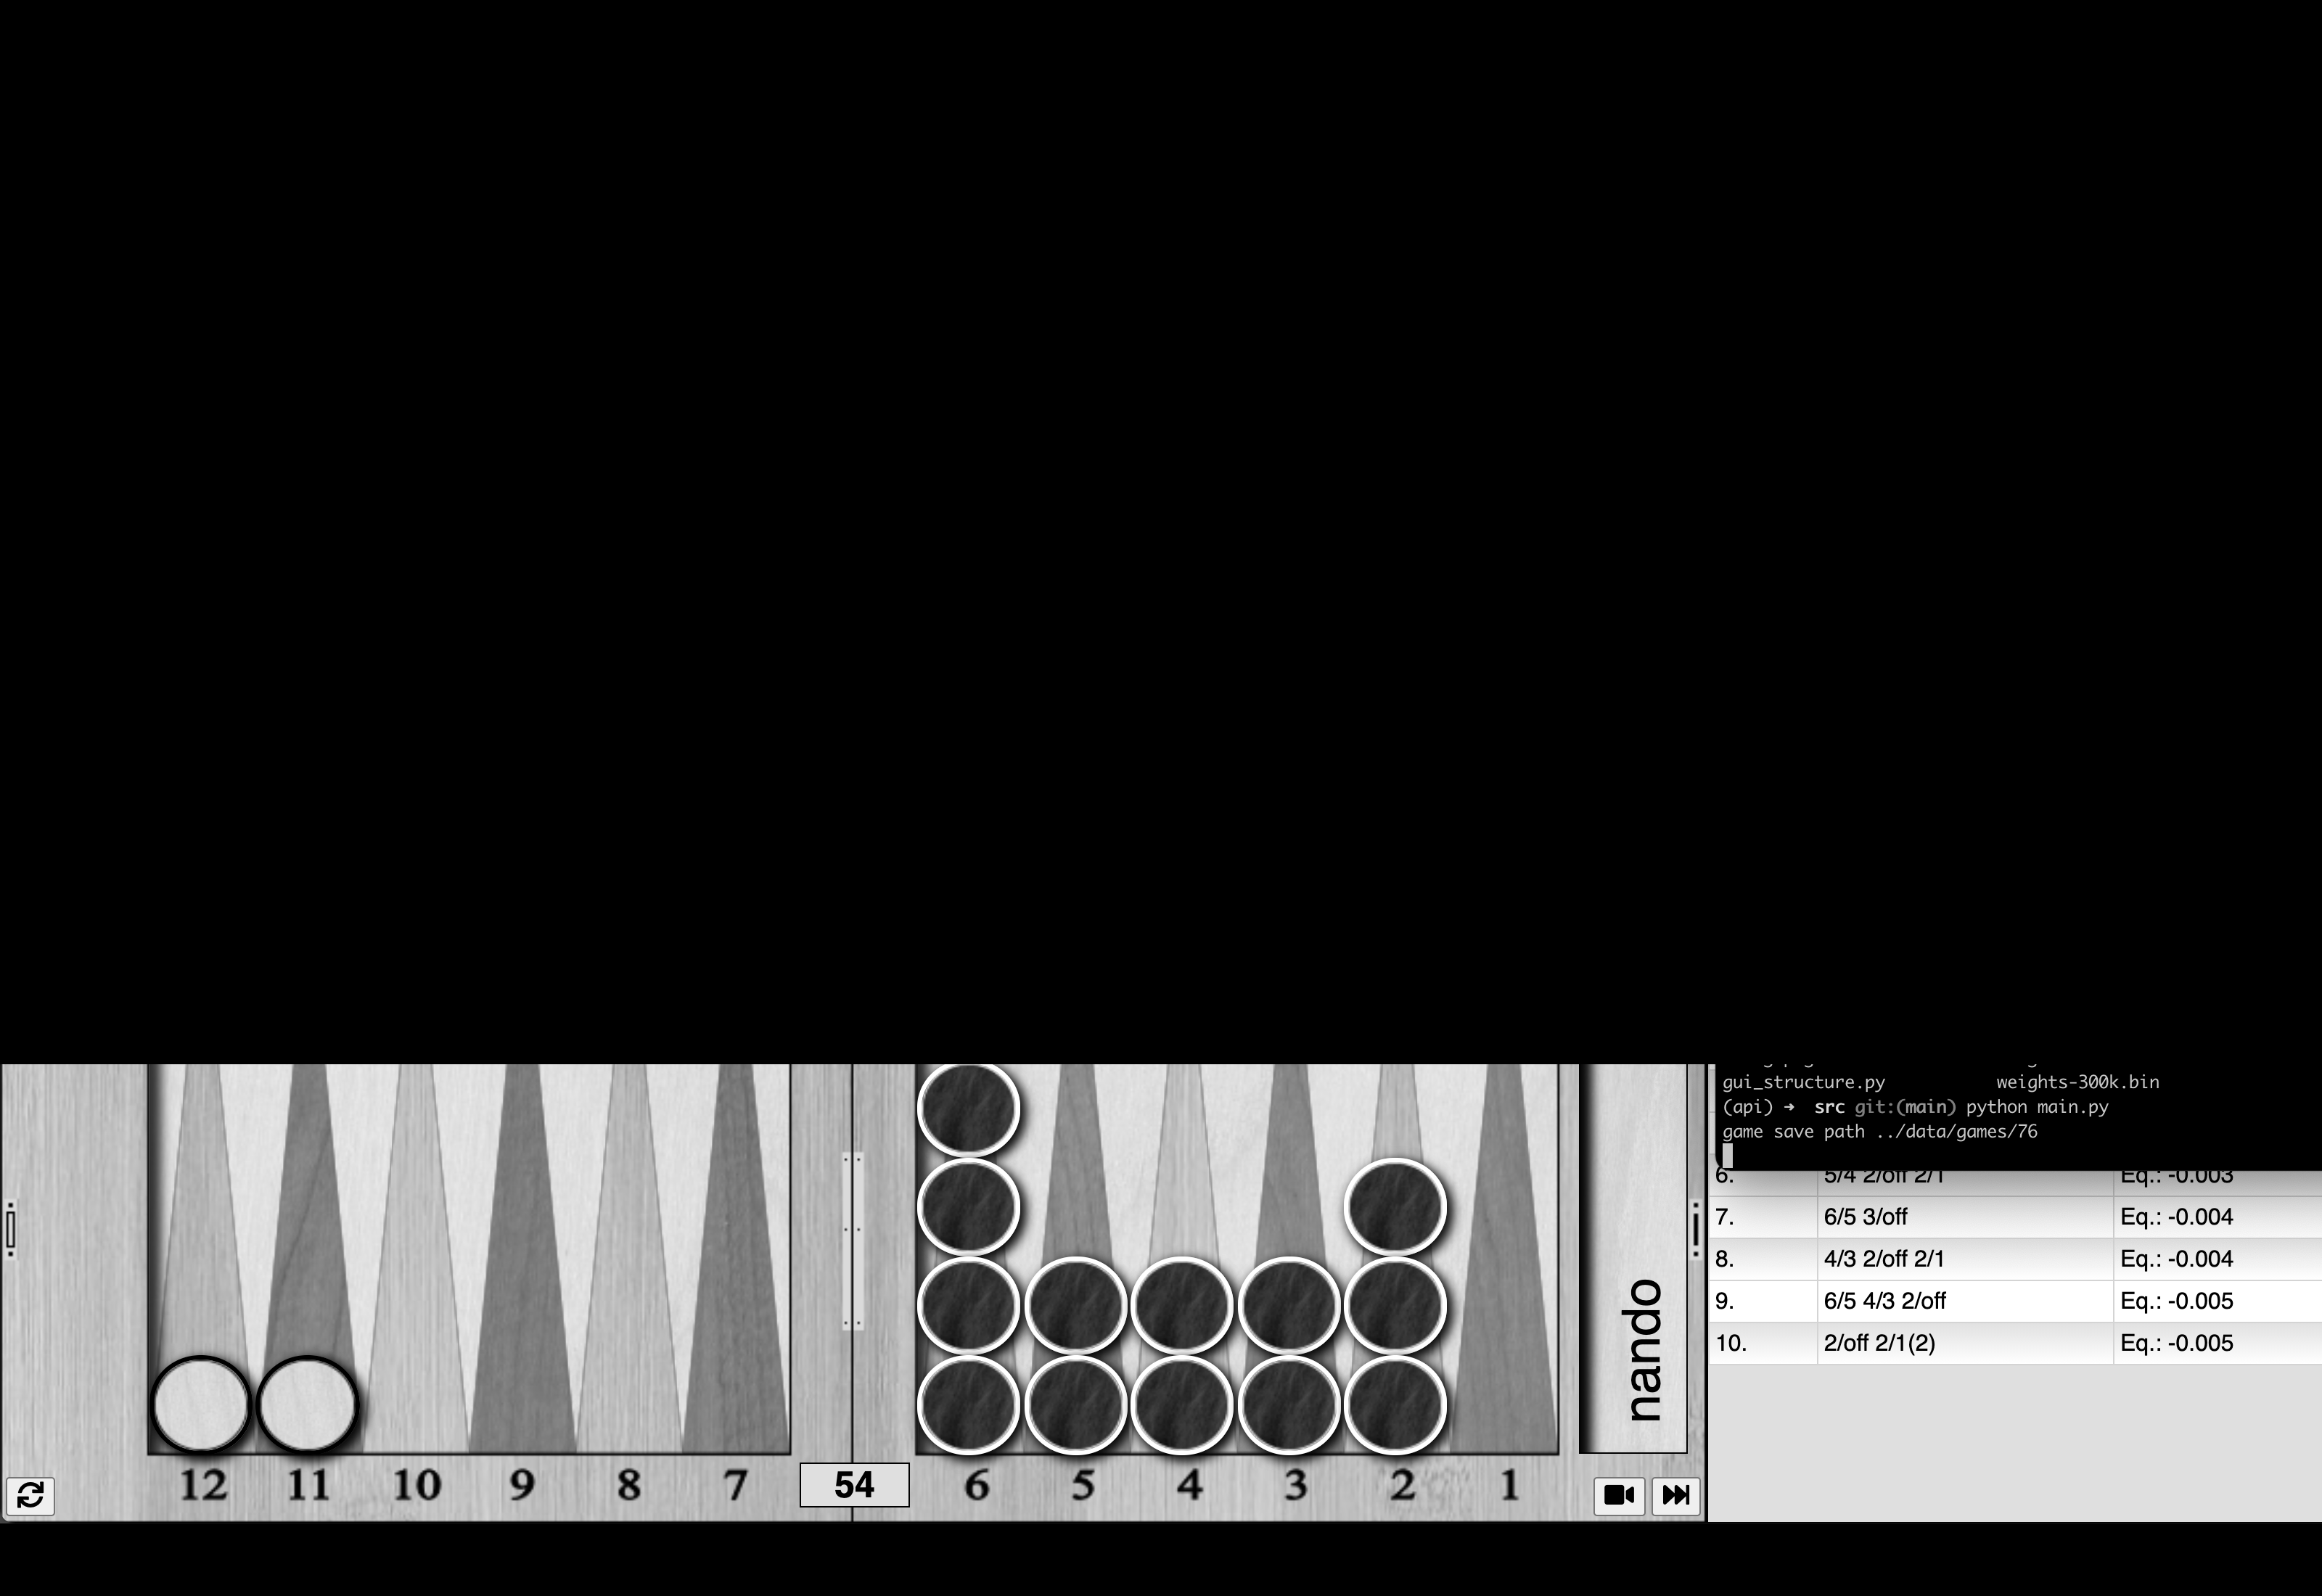 gui_structure.py weights-300k.bin
(api) ➜ src git:(main) python main.py
game save path ../data/games/76
6. 5/4 2/off 2/1 Eq.: -0.003
7. 6/5 3/off Eq.: -0.004
8. 4/3 2/off 2/1 Eq.: -0.004
9. 6/5 4/3 2/off Eq.: -0.005
10. 2/off 2/1(2) Eq.: -0.005
nando
12 11 10 9 8 7 54 6 5 4 3 2 1